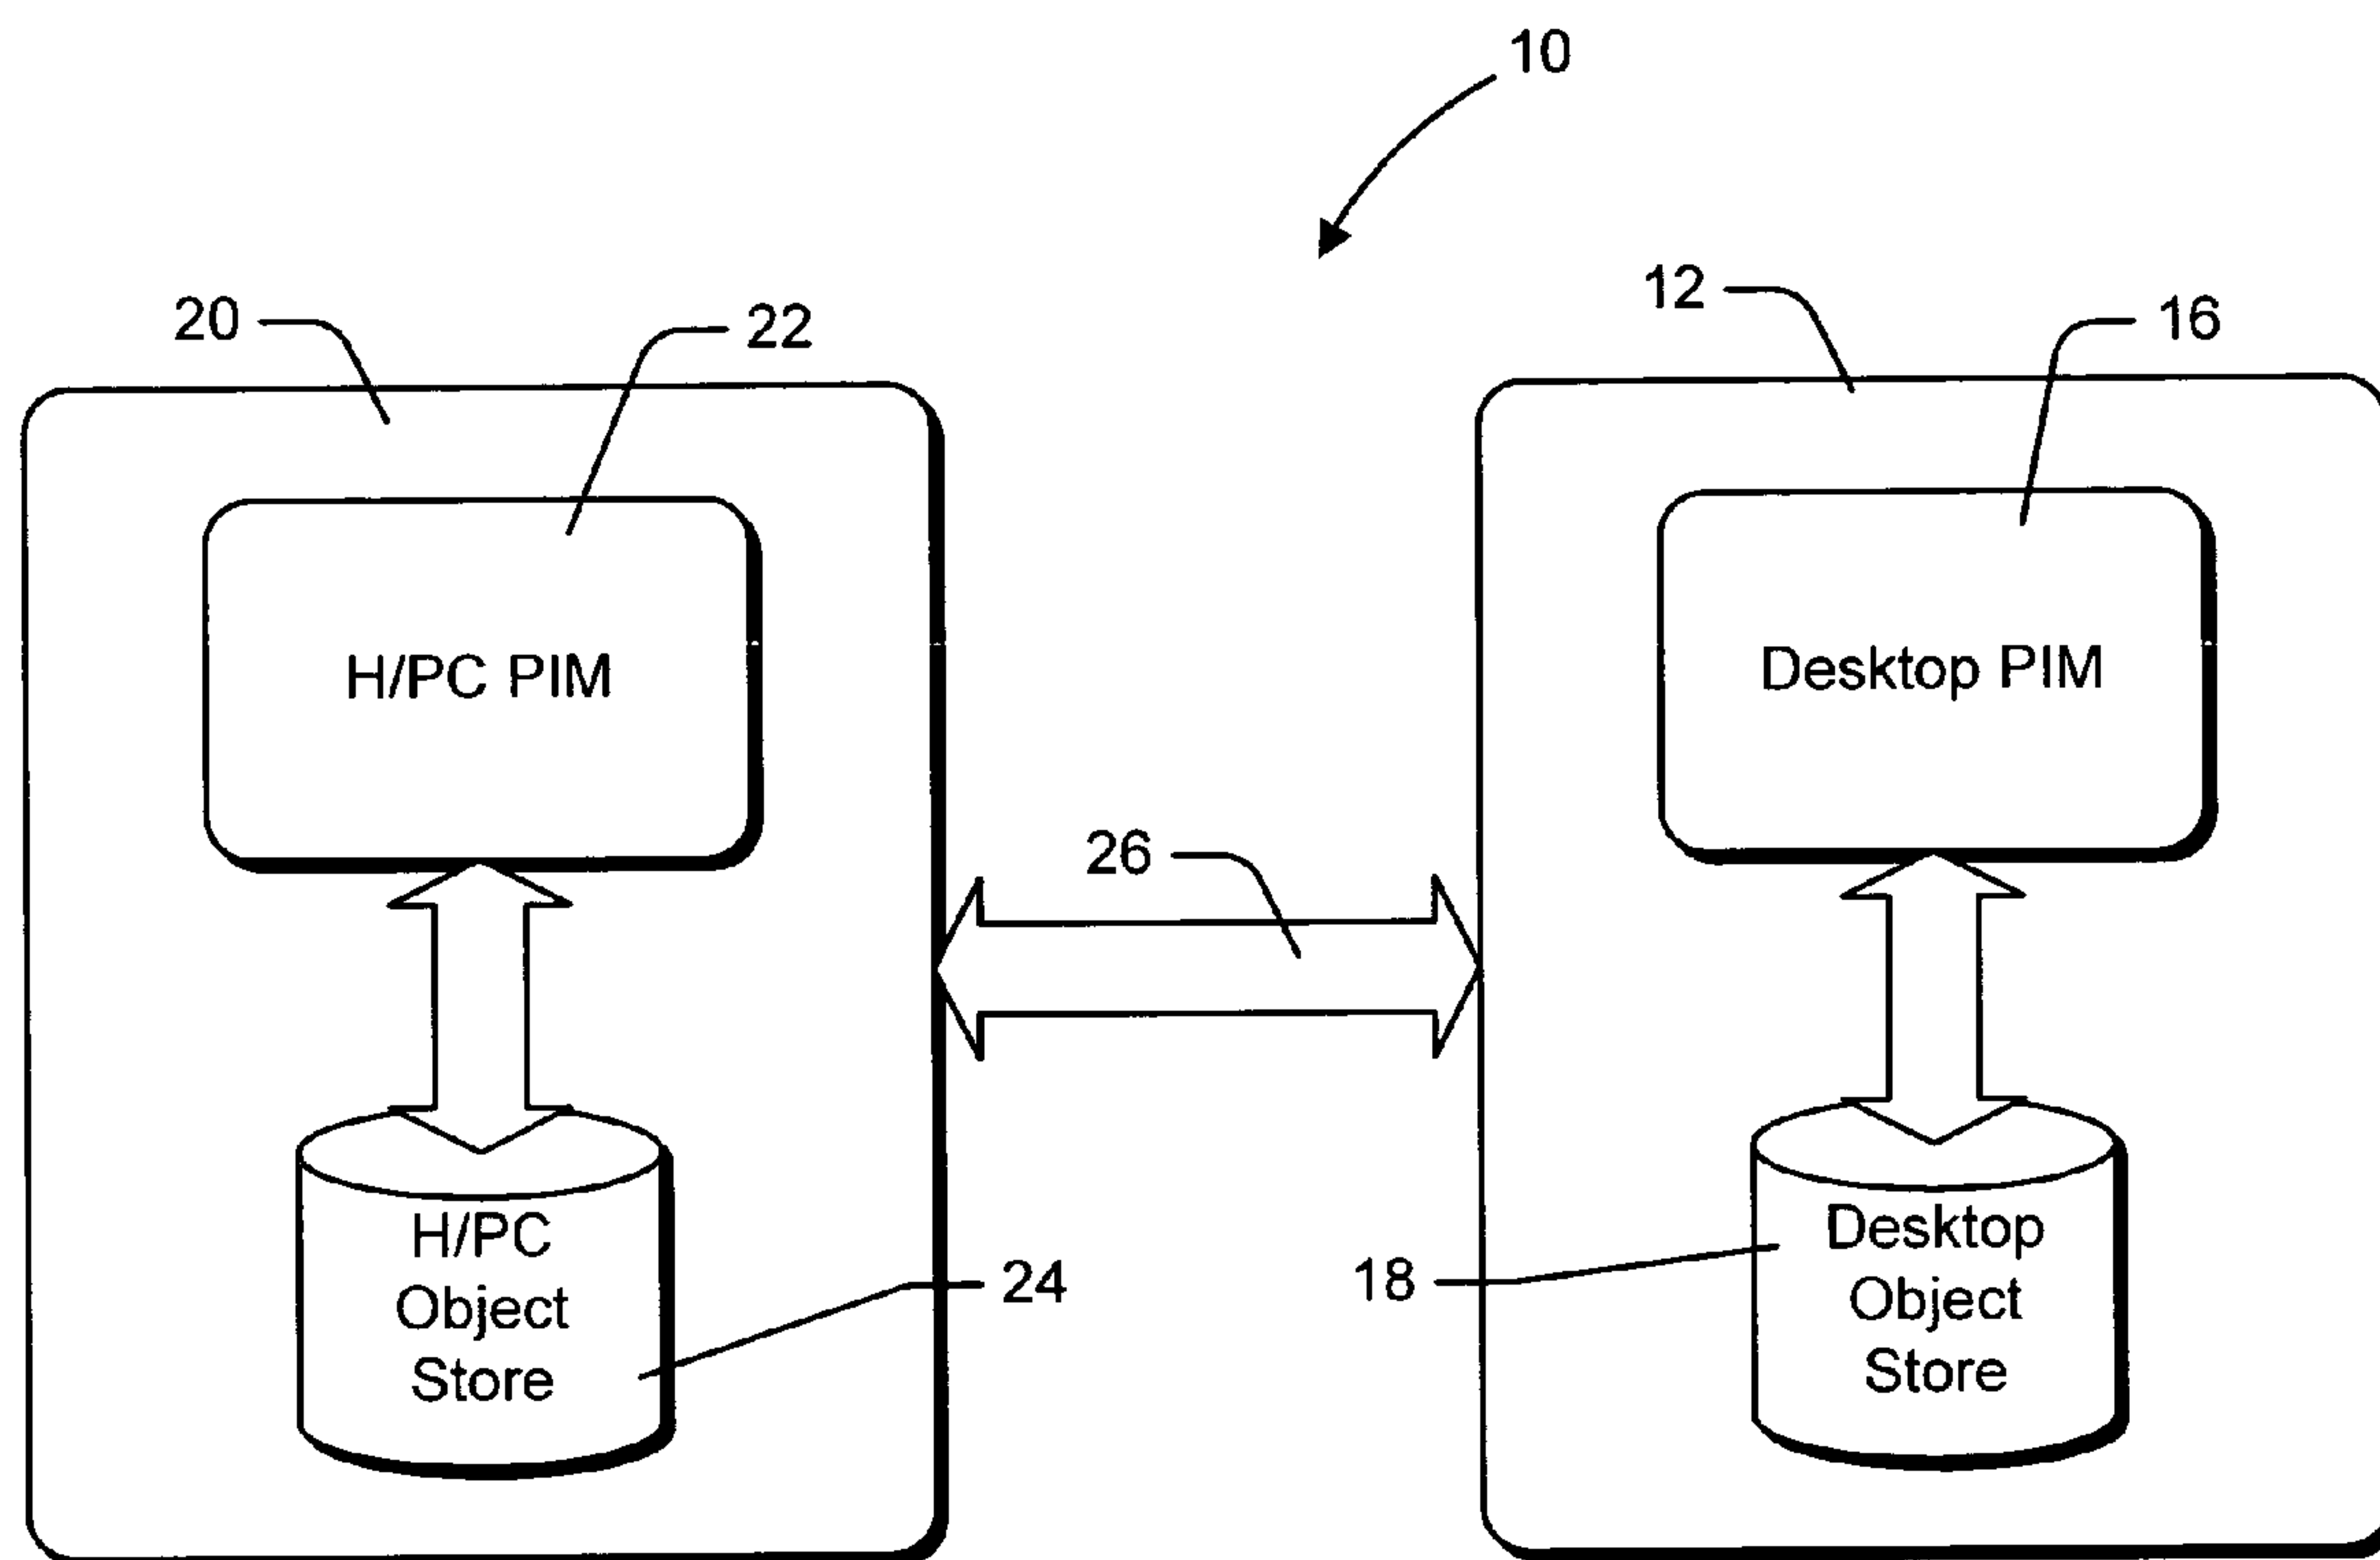 10
20
22
12
16
H/PC PIM
Desktop PIM
26
H/PC
Object
Store
24
18
Desktop
Object
Store